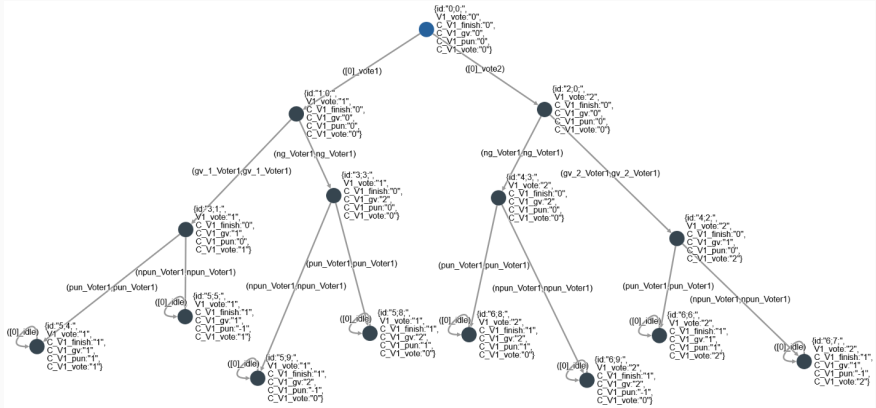 {id:"0;0;",
V1_vote:"0",
C_V1_finish:"0",
C_V1_gv:"0",
C_V1_pun:"0",
C_V1_vote:"0"}
([0]_vote1)
([0]_vote2)
{id:"1;0;",
V1_vote:"1",
C_V1_finish:"0",
C_V1_gv:"0",
C_V1_pun:"0",
C_V1_vote:"0"}
{id:"2;0;",
V1_vote:"2",
C_V1_finish:"0",
C_V1_gv:"0",
C_V1_pun:"0",
C_V1_vote:"0"}
(gv_1_Voter1;gv_1_Voter1)
(ng_Voter1;ng_Voter1)
(ng_Voter1;ng_Voter1)
(gv_2_Voter1;gv_2_Voter1)
{id:"3;1;",
V1_vote:"1",
C_V1_finish:"0",
C_V1_gv:"1",
C_V1_pun:"0",
C_V1_vote:"1"}
{id:"3;3;",
V1_vote:"1",
C_V1_finish:"0",
C_V1_gv:"2",
C_V1_pun:"0",
C_V1_vote:"0"}
{id:"4;3;",
V1_vote:"2",
C_V1_finish:"0",
C_V1_gv:"2",
C_V1_pun:"0",
C_V1_vote:"0"}
{id:"4;2;",
V1_vote:"2",
C_V1_finish:"0",
C_V1_gv:"1",
C_V1_pun:"0",
C_V1_vote:"2"}
(pun_Voter1;pun_Voter1)
(npun_Voter1;npun_Voter1)
(npun_Voter1;npun_Voter1)
(pun_Voter1;pun_Voter1)
(pun_Voter1;pun_Voter1)
(npun_Voter1;npun_Voter1)
(pun_Voter1;pun_Voter1)
(npun_Voter1;npun_Voter1)
([0]_idle)
{id:"5;4;",
V1_vote:"1",
C_V1_finish:"1",
C_V1_gv:"1",
C_V1_pun:"1",
C_V1_vote:"1"}
([0]_idle)
{id:"5;5;",
V1_vote:"1",
C_V1_finish:"1",
C_V1_gv:"1",
C_V1_pun:"-1",
C_V1_vote:"1"}
([0]_idle)
{id:"5;9;",
V1_vote:"1",
C_V1_finish:"1",
C_V1_gv:"2",
C_V1_pun:"-1",
C_V1_vote:"0"}
([0]_idle)
{id:"5;8;",
V1_vote:"1",
C_V1_finish:"1",
C_V1_gv:"2",
C_V1_pun:"1",
C_V1_vote:"0"}
([0]_idle)
{id:"6;8;",
V1_vote:"2",
C_V1_finish:"1",
C_V1_gv:"2",
C_V1_pun:"1",
C_V1_vote:"0"}
([0]_idle)
{id:"6;9;",
V1_vote:"2",
C_V1_finish:"1",
C_V1_gv:"2",
C_V1_pun:"-1",
C_V1_vote:"0"}
([0]_idle)
{id:"6;6;",
V1_vote:"2",
C_V1_finish:"1",
C_V1_gv:"1",
C_V1_pun:"1",
C_V1_vote:"2"}
([0]_idle)
{id:"6;7;",
V1_vote:"2",
C_V1_finish:"1",
C_V1_gv:"1",
C_V1_pun:"-1",
C_V1_vote:"2"}